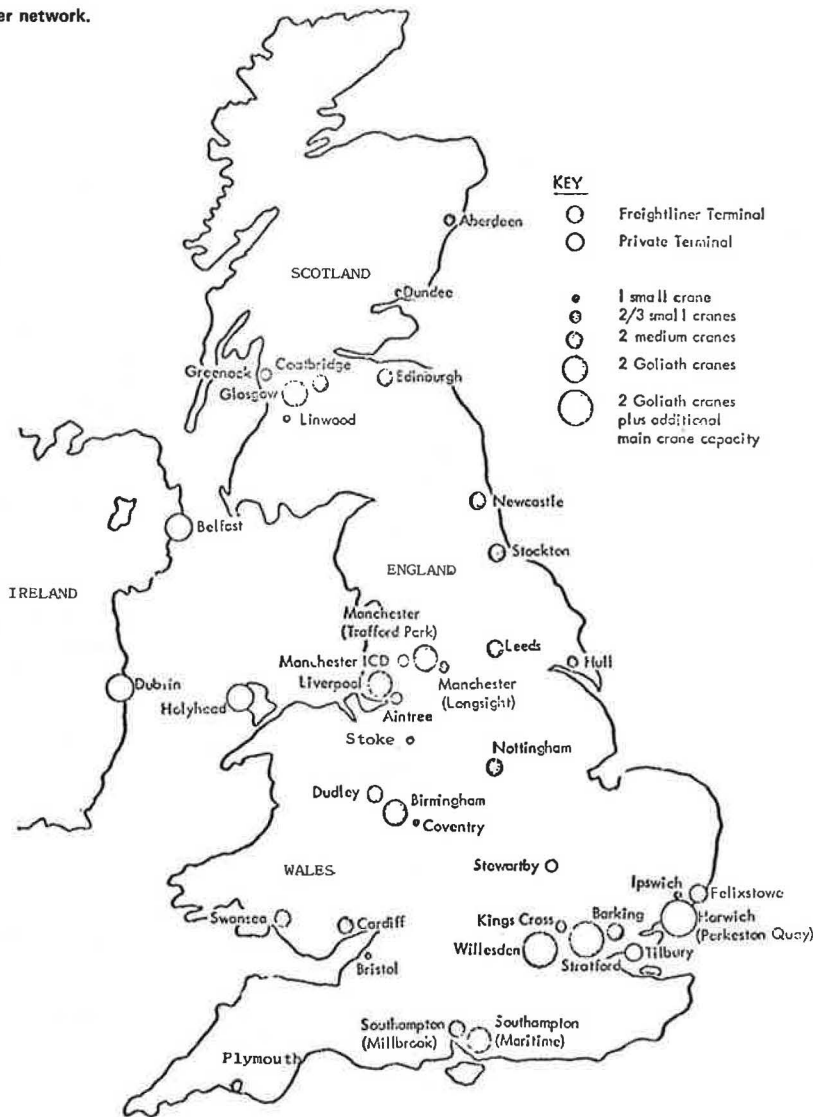 er network.
KEY
Freightliner Terminal
Private Terminal
1 small crane
2/3 small cranes
2 medium cranes
2 Goliath cranes
2 Goliath cranes
plus additional
main crane capacity
Aberdeen
SCOTLAND
Dundee
Greenock
Coatbridge
Glasgow
Edinburgh
Linwood
Newcastle
Belfast
Stockton
ENGLAND
IRELAND
Manchester
(Trafford Park)
Leeds
Manchester ICD
Hull
Liverpool
Manchester
(Longsight)
Dublin
Holyhead
Aintree
Stoke
Nottingham
Dudley
Birmingham
Coventry
WALES
Stewartby
Ipswich
Felixstowe
Swansea
Cardiff
Kings Cross
Barking
Harwich
(Parkeston Quay)
Willesden
Stratford
Tilbury
Bristol
Southampton
(Millbrook)
Southampton
(Maritime)
Plymouth